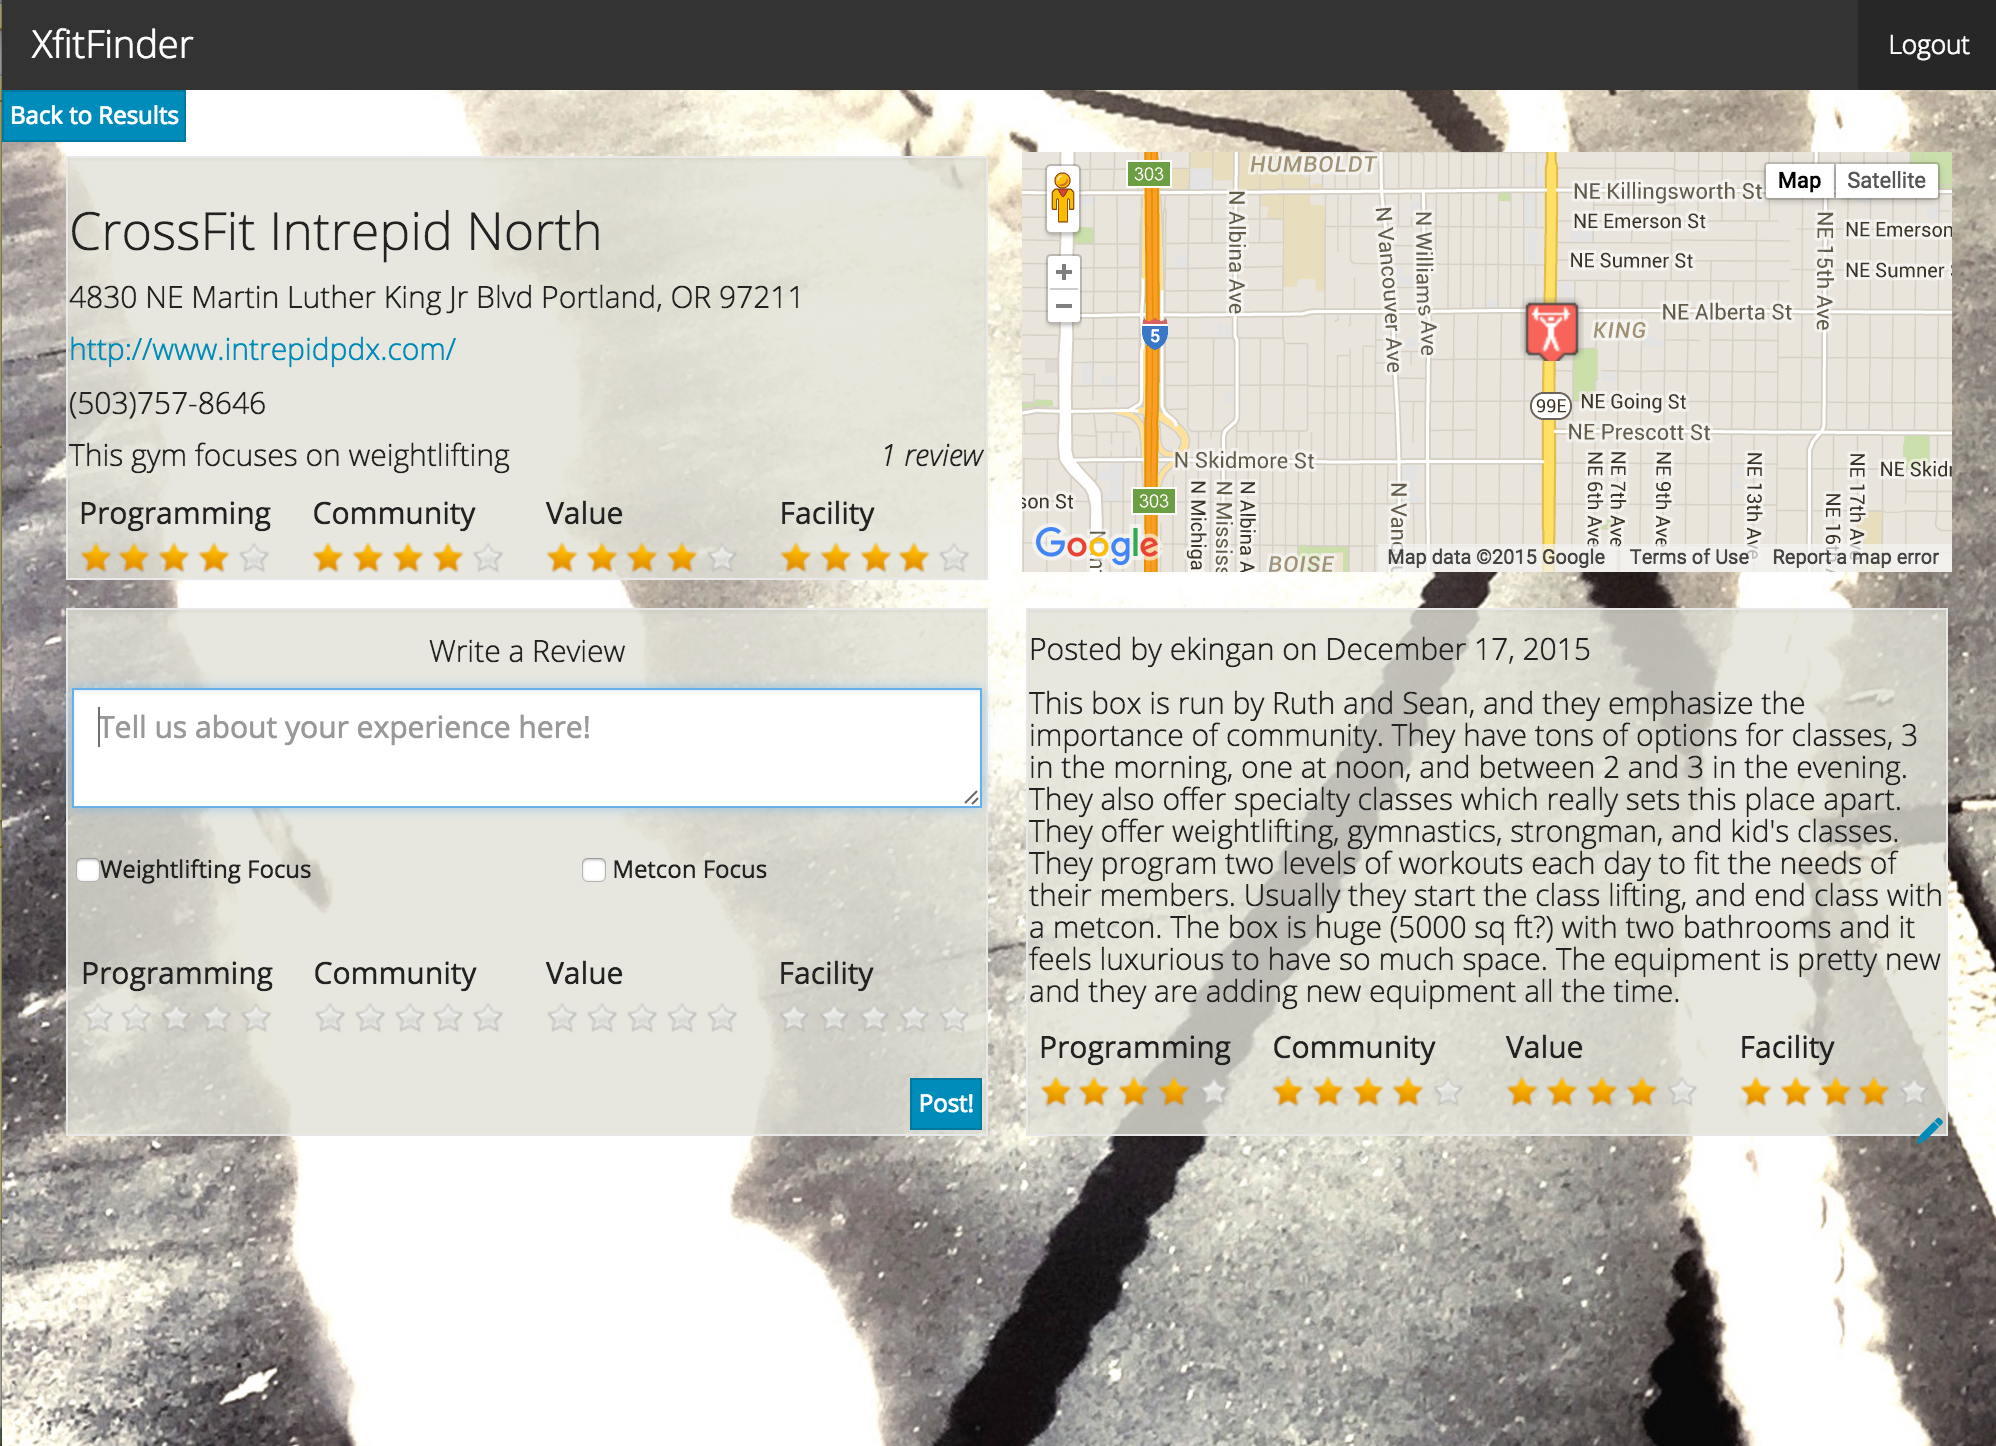 XfitFinder
Logout
Back to Results
CrossFit Intrepid North
4830 NE Martin Luther King Jr Blvd Portland, OR 97211
http://www.intrepidpdx.com/
(503)757-8646
This gym focuses on weightlifting
1 review
Programming Community Value Facility
303
HUMBOLDT
NE Killingsworth St
Map Satellite
NE Emerson St
NE Emerson
NE Sumner St
NE Sumner
N Albina Ave
N Vancouver Ave
N Williams Ave
NE 15th Ave
5
KING
NE Alberta St
99E
NE Going St
NE Prescott St
N Skidmore St
NE Skid
son St
303
N Michiga
N Mississ
N Albina A
N Vanc
NE 6th Ave
NE 7th Ave
NE 9th Ave
NE 13th Ave
NE 16th
NE 17th Av
Google
BOISE
Map data ©2015 Google Terms of Use Report a map error
Write a Review
Tell us about your experience here!
Weightlifting Focus
Metcon Focus
Programming Community Value Facility
Post!
Posted by ekingan on December 17, 2015
This box is run by Ruth and Sean, and they emphasize the
importance of community. They have tons of options for classes, 3
in the morning, one at noon, and between 2 and 3 in the evening.
They also offer specialty classes which really sets this place apart.
They offer weightlifting, gymnastics, strongman, and kid's classes.
They program two levels of workouts each day to fit the needs of
their members. Usually they start the class lifting, and end class with
a metcon. The box is huge (5000 sq ft?) with two bathrooms and it
feels luxurious to have so much space. The equipment is pretty new
and they are adding new equipment all the time.
Programming Community Value Facility